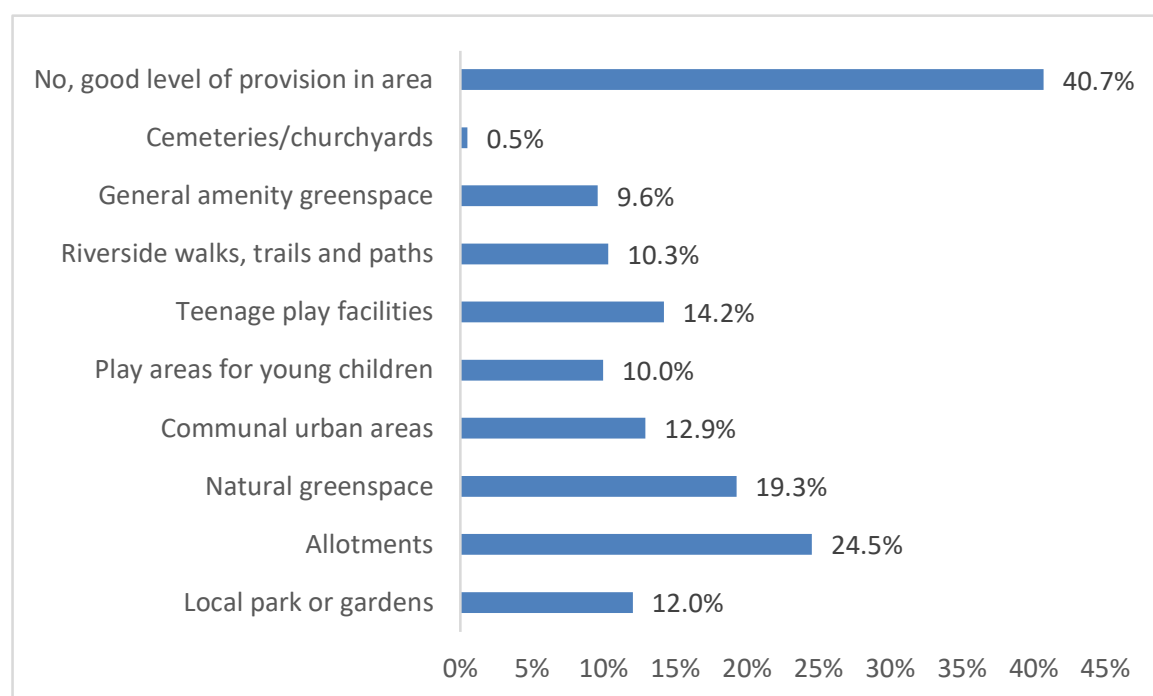 No, good level of provision in area 40.7%
Cemeteries/churchyards 0.5%
General amenity greenspace 9.6%
Riverside walks, trails and paths 10.3%
Teenage play facilities 14.2%
Play areas for young children 10.0%
Communal urban areas 12.9%
Natural greenspace 19.3%
Allotments 24.5%
Local park or gardens 12.0%
0% 5% 10% 15% 20% 25% 30% 35% 40% 45%